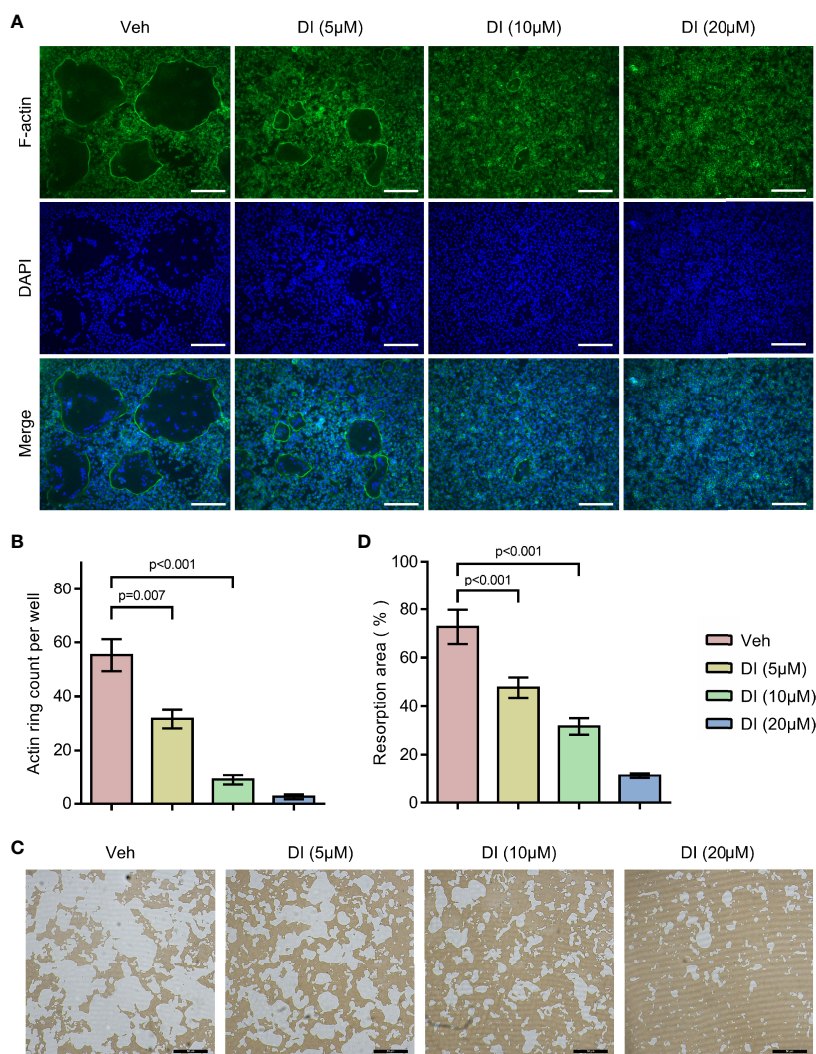 A
Veh
DI (5μM)
DI (10μM)
DI (20μM)
F-actin
DAPI
Merge
B
Actin ring count per well
80
60
40
20
0
p<0.001
p=0.007
D
Resorption area ( % )
100
80
60
40
20
0
p<0.001
p<0.001
Veh
DI (5μM)
DI (10μM)
DI (20μM)
C
Veh
DI (5μM)
DI (10μM)
DI (20μM)